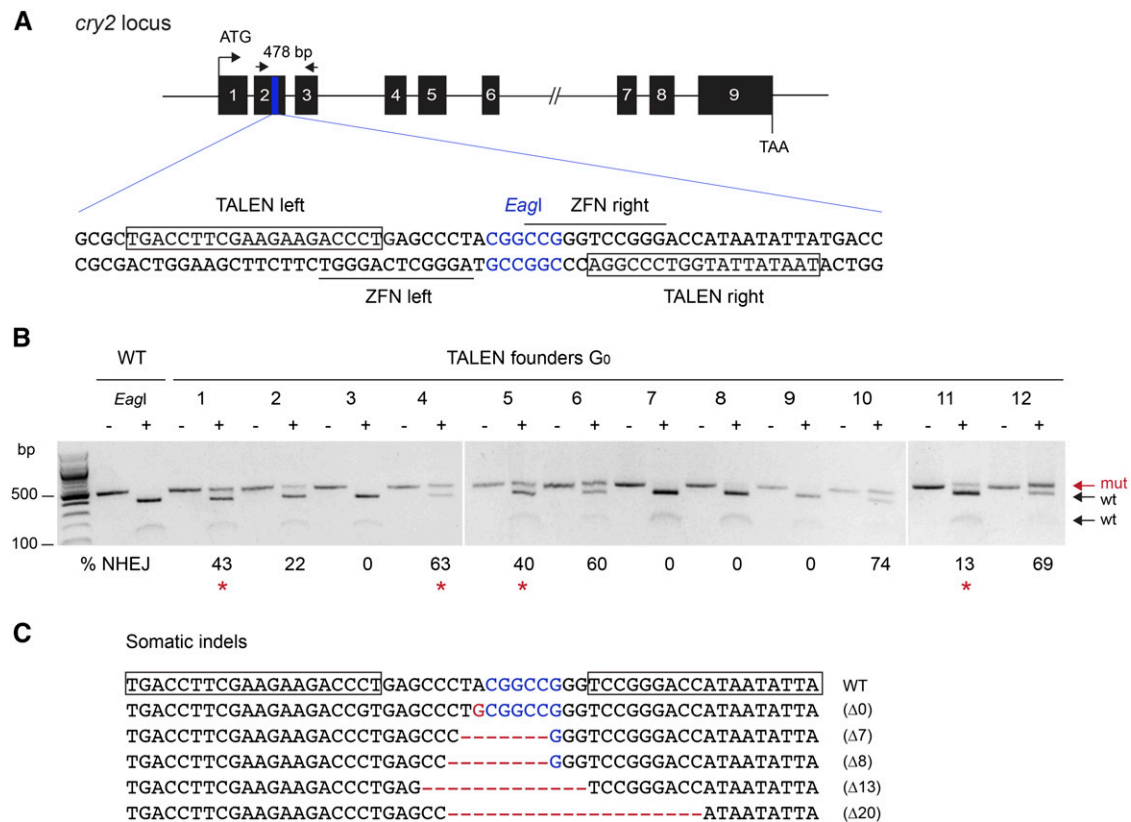 A
cry2 locus
ATG
478 bp
1 2 3 4 5 6 // 7 8 9
TAA
TALEN left EagI ZFN right
GCGCTGACCTTCGAAGAAGACCCTGAGCCCTACGGCCGGGTCCGGGACCATAATATTATGACC
CGCGACTGGAAGCTTCTTCTGGGACTCGGGATGCCGGCCCAGGCCCTGGTATTATAATACTGG
ZFN left TALEN right
B
WT TALEN founders G0
EagI 1 2 3 4 5 6 7 8 9 10 11 12
- + - + - + - + - + - + - + - + - + - + - + - + - +
bp
500
100
mut
wt
wt
% NHEJ 43 22 0 63 40 60 0 0 0 74 13 69
* * * *
C
Somatic indels
TGACCTTCGAAGAAGACCCTGAGCCCTACGGCCGGGTCCGGGACCATAATATTA WT
TGACCTTCGAAGAAGACCGTGAGCCCTGCGGCCGGGTCCGGGACCATAATATTA (Δ0)
TGACCTTCGAAGAAGACCCTGAGCCC-------GGGTCCGGGACCATAATATTA (Δ7)
TGACCTTCGAAGAAGACCCTGAGCC--------GGGTCCGGGACCATAATATTA (Δ8)
TGACCTTCGAAGAAGACCCTGAG-------------TCCGGGACCATAATATTA (Δ13)
TGACCTTCGAAGAAGACCCTGAGCC--------------------ATAATATTA (Δ20)